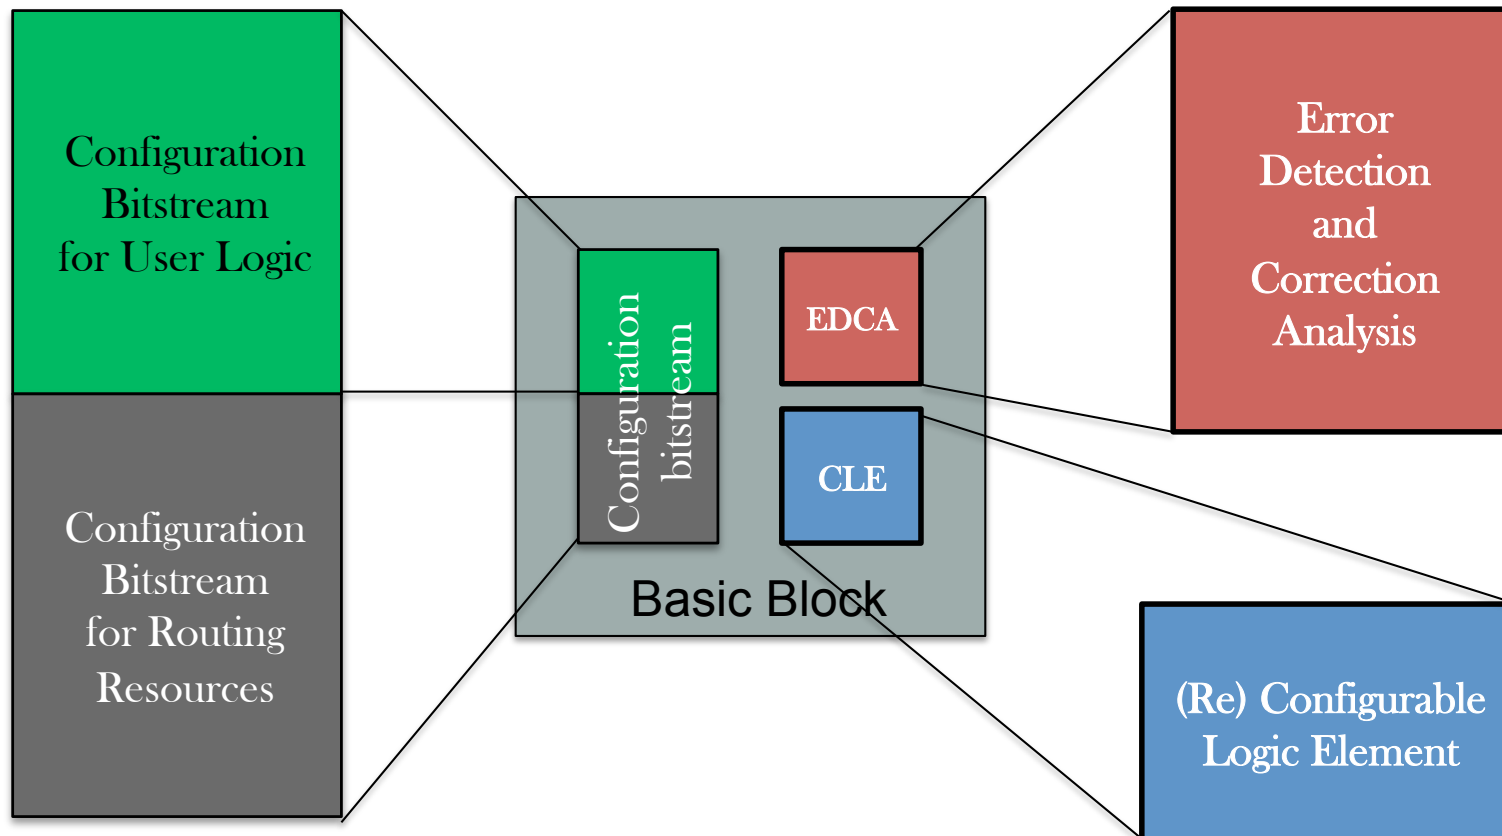 Configuration
Bitstream
for User Logic
Configuration
Bitstream
for Routing
Resources
Configuration
bitstream
EDCA
CLE
Basic Block
Error
Detection
and
Correction
Analysis
(Re) Configurable
Logic Element